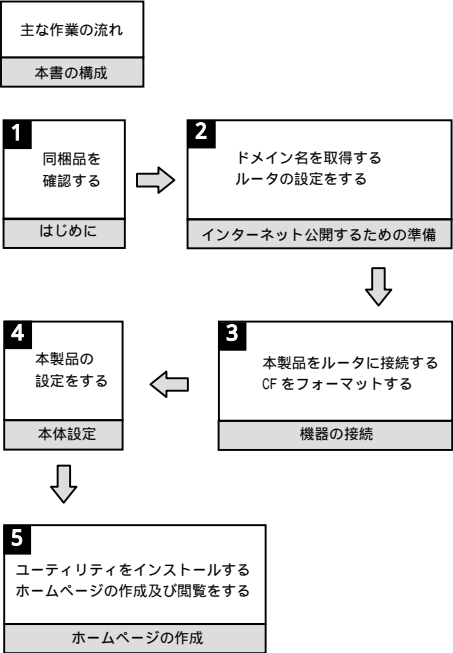 主な作業の流れ
本書の構成
1
同梱品を
確認する
はじめに
2
ドメイン名を取得する
ルータの設定をする
インターネット公開するための準備
3
本製品をルータに接続する
CFをフォーマットする
機器の接続
4
本製品の
設定をする
本体設定
5
ユーティリティをインストールする
ホームページの作成及び閲覧をする
ホームページの作成